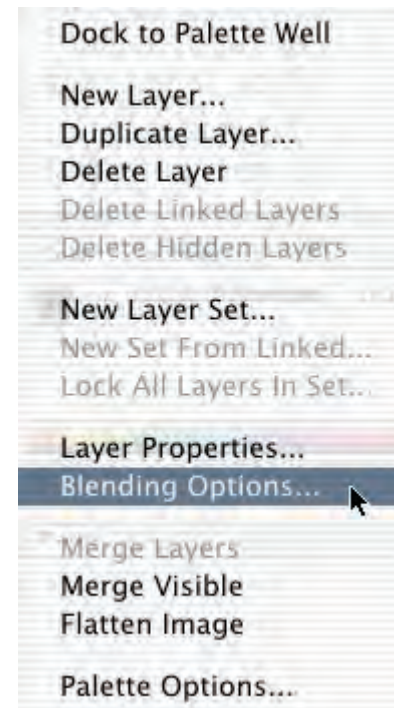 Dock to Palette Well
New Layer...
Duplicate Layer...
Delete Layer
Delete Linked Layers
Delete Hidden Layers
New Layer Set...
New Set From Linked...
Lock All Layers In Set...
Layer Properties...
Blending Options...
Merge Layers
Merge Visible
Flatten Image
Palette Options...